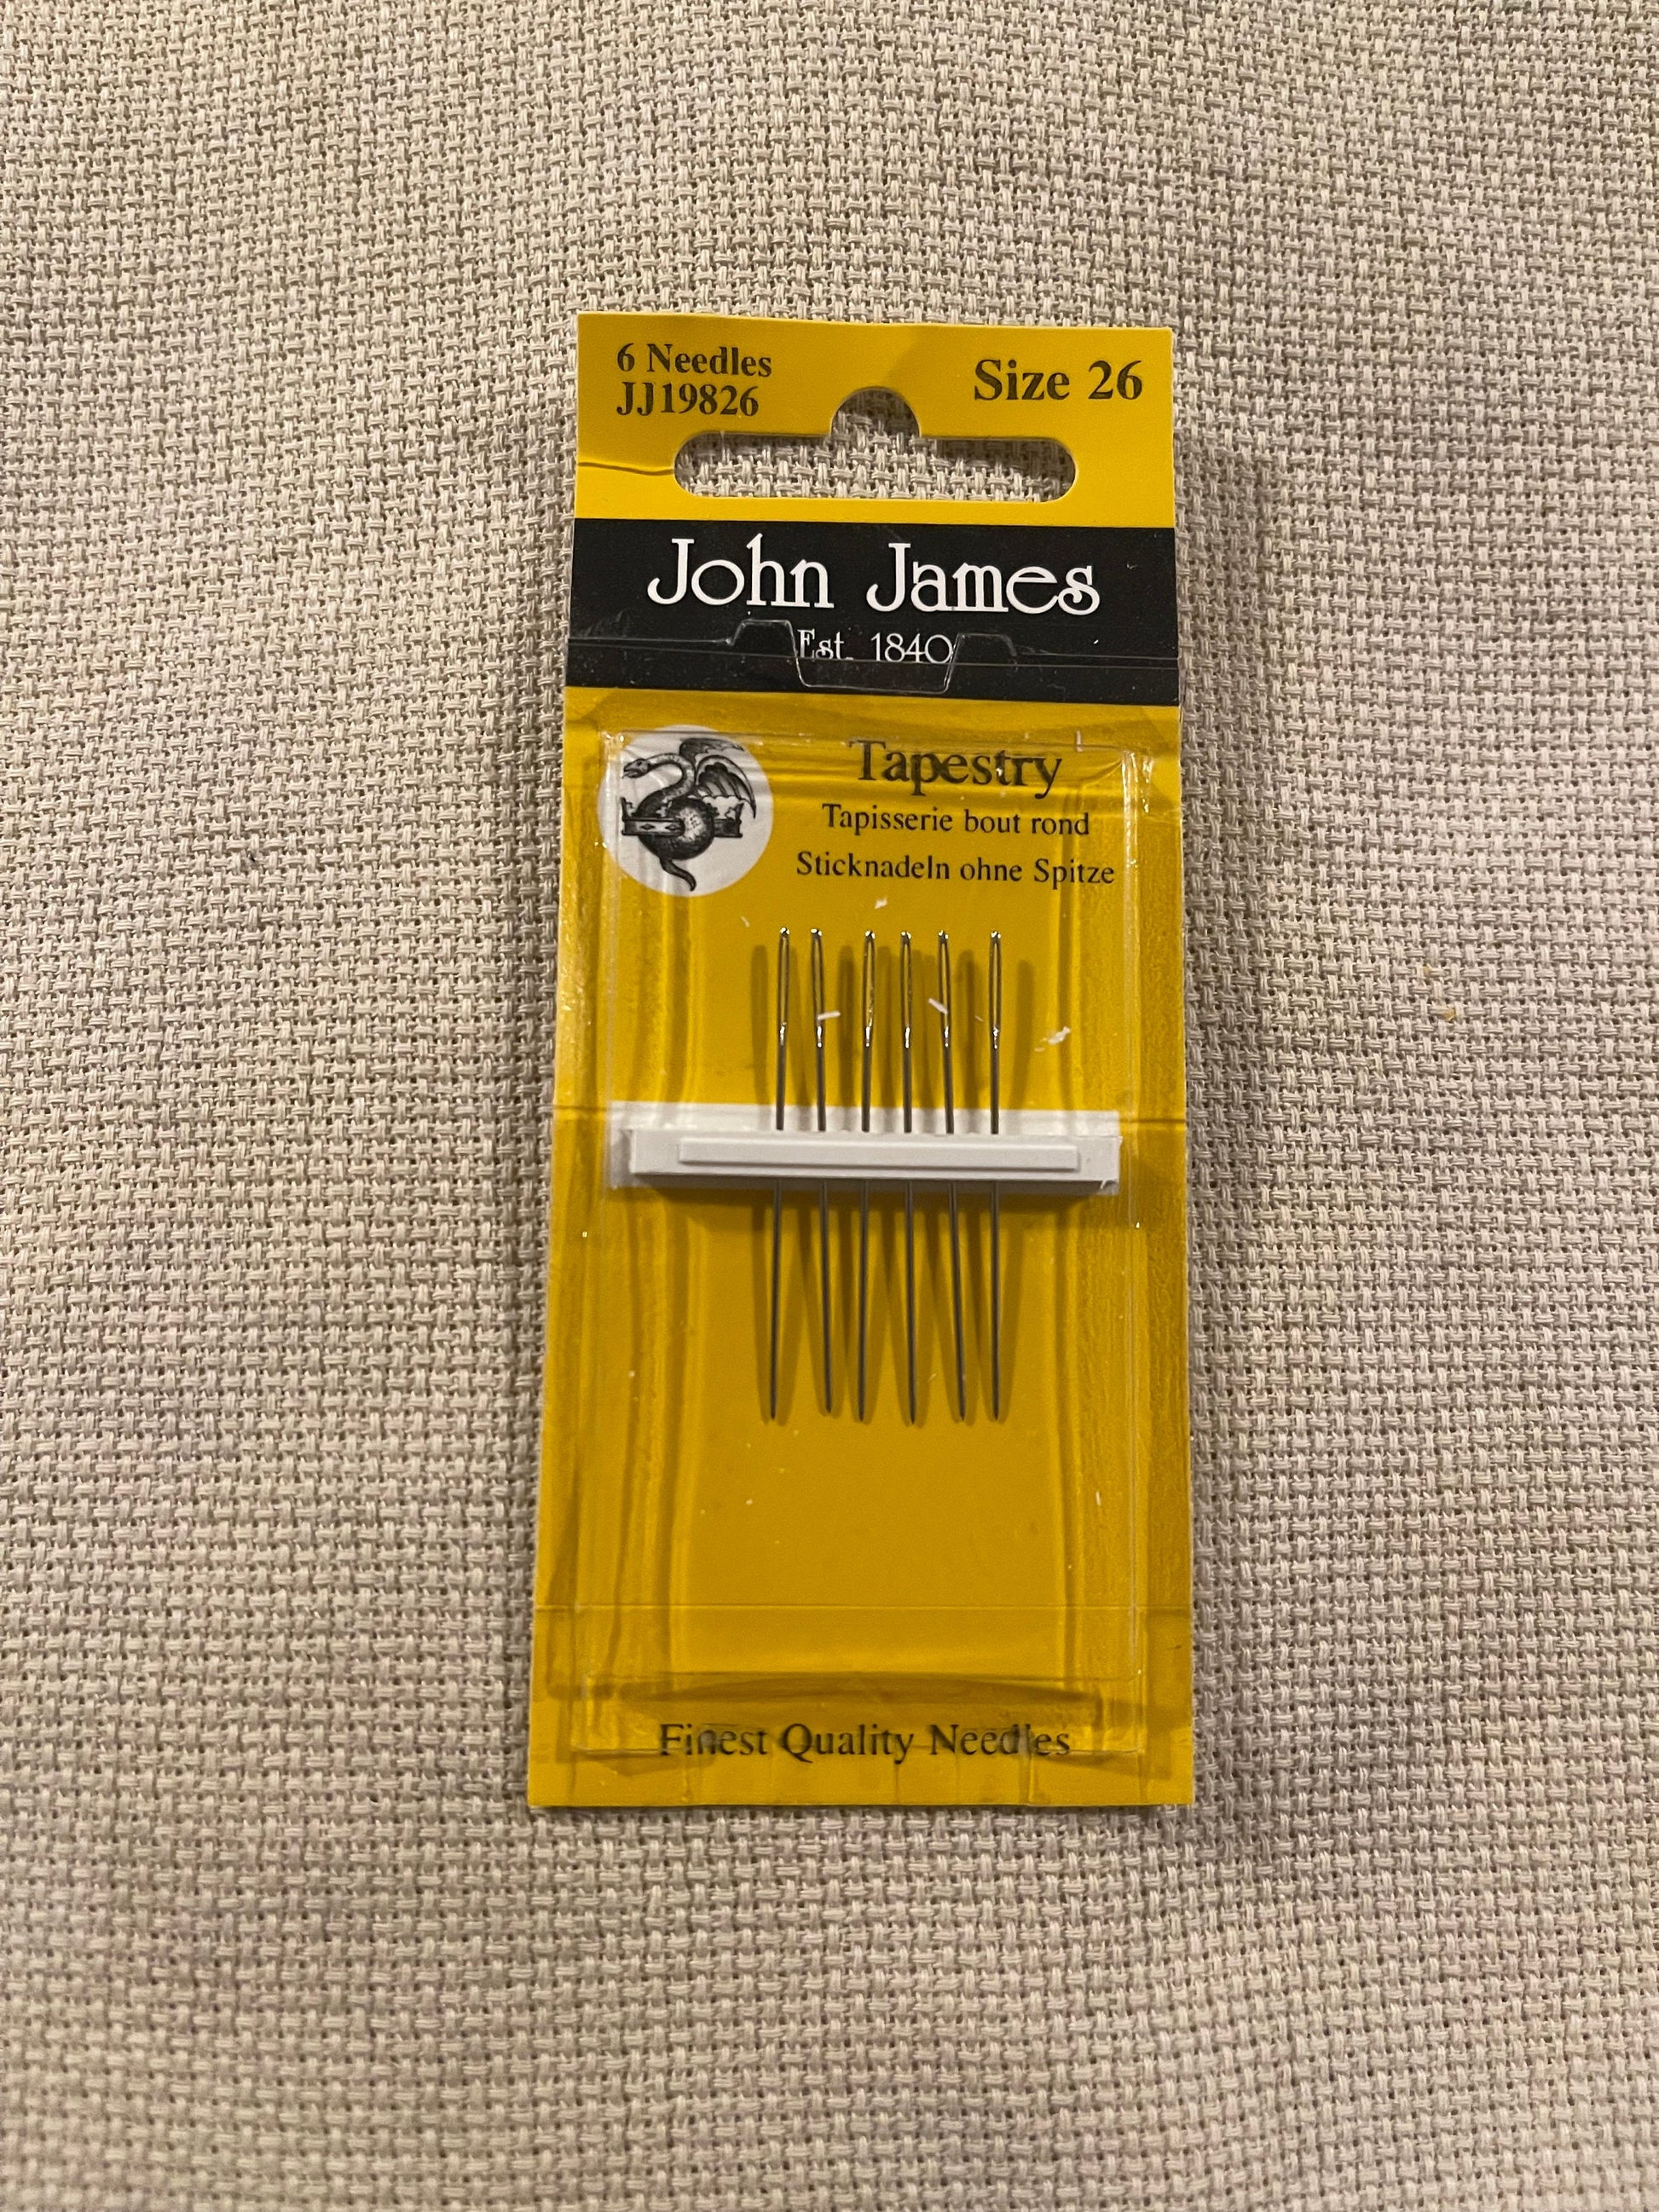 6 Needles
JJ19826
Size 26
John James
Est. 1840
Tapestry
Tapisserie bout rond
Sticknadeln ohne Spitze
Finest Quality Needles